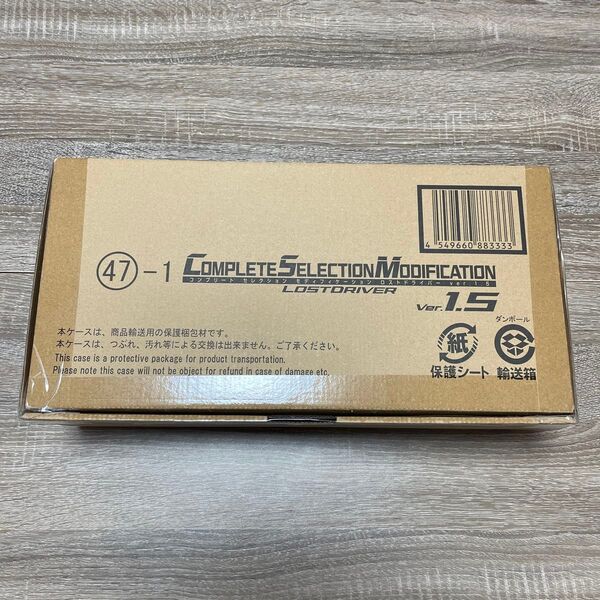 ㊼-1
COMPLETE SELECTION MODIFICATION
コンプリート セレクション モディフィケーション ロストドライバー ver 1.5
LOSTDRIVER
Ver.1.5
4 549660 883333
本ケースは、商品輸送用の保護梱包材です。
本ケースは、つぶれ、汚れ等による交換は出来ません。ご了承ください。
This case is a protective package for product transportation.
Please note this case will not be object for refund in case of damage etc.
紙
保護シート
ダンボール
輸送箱